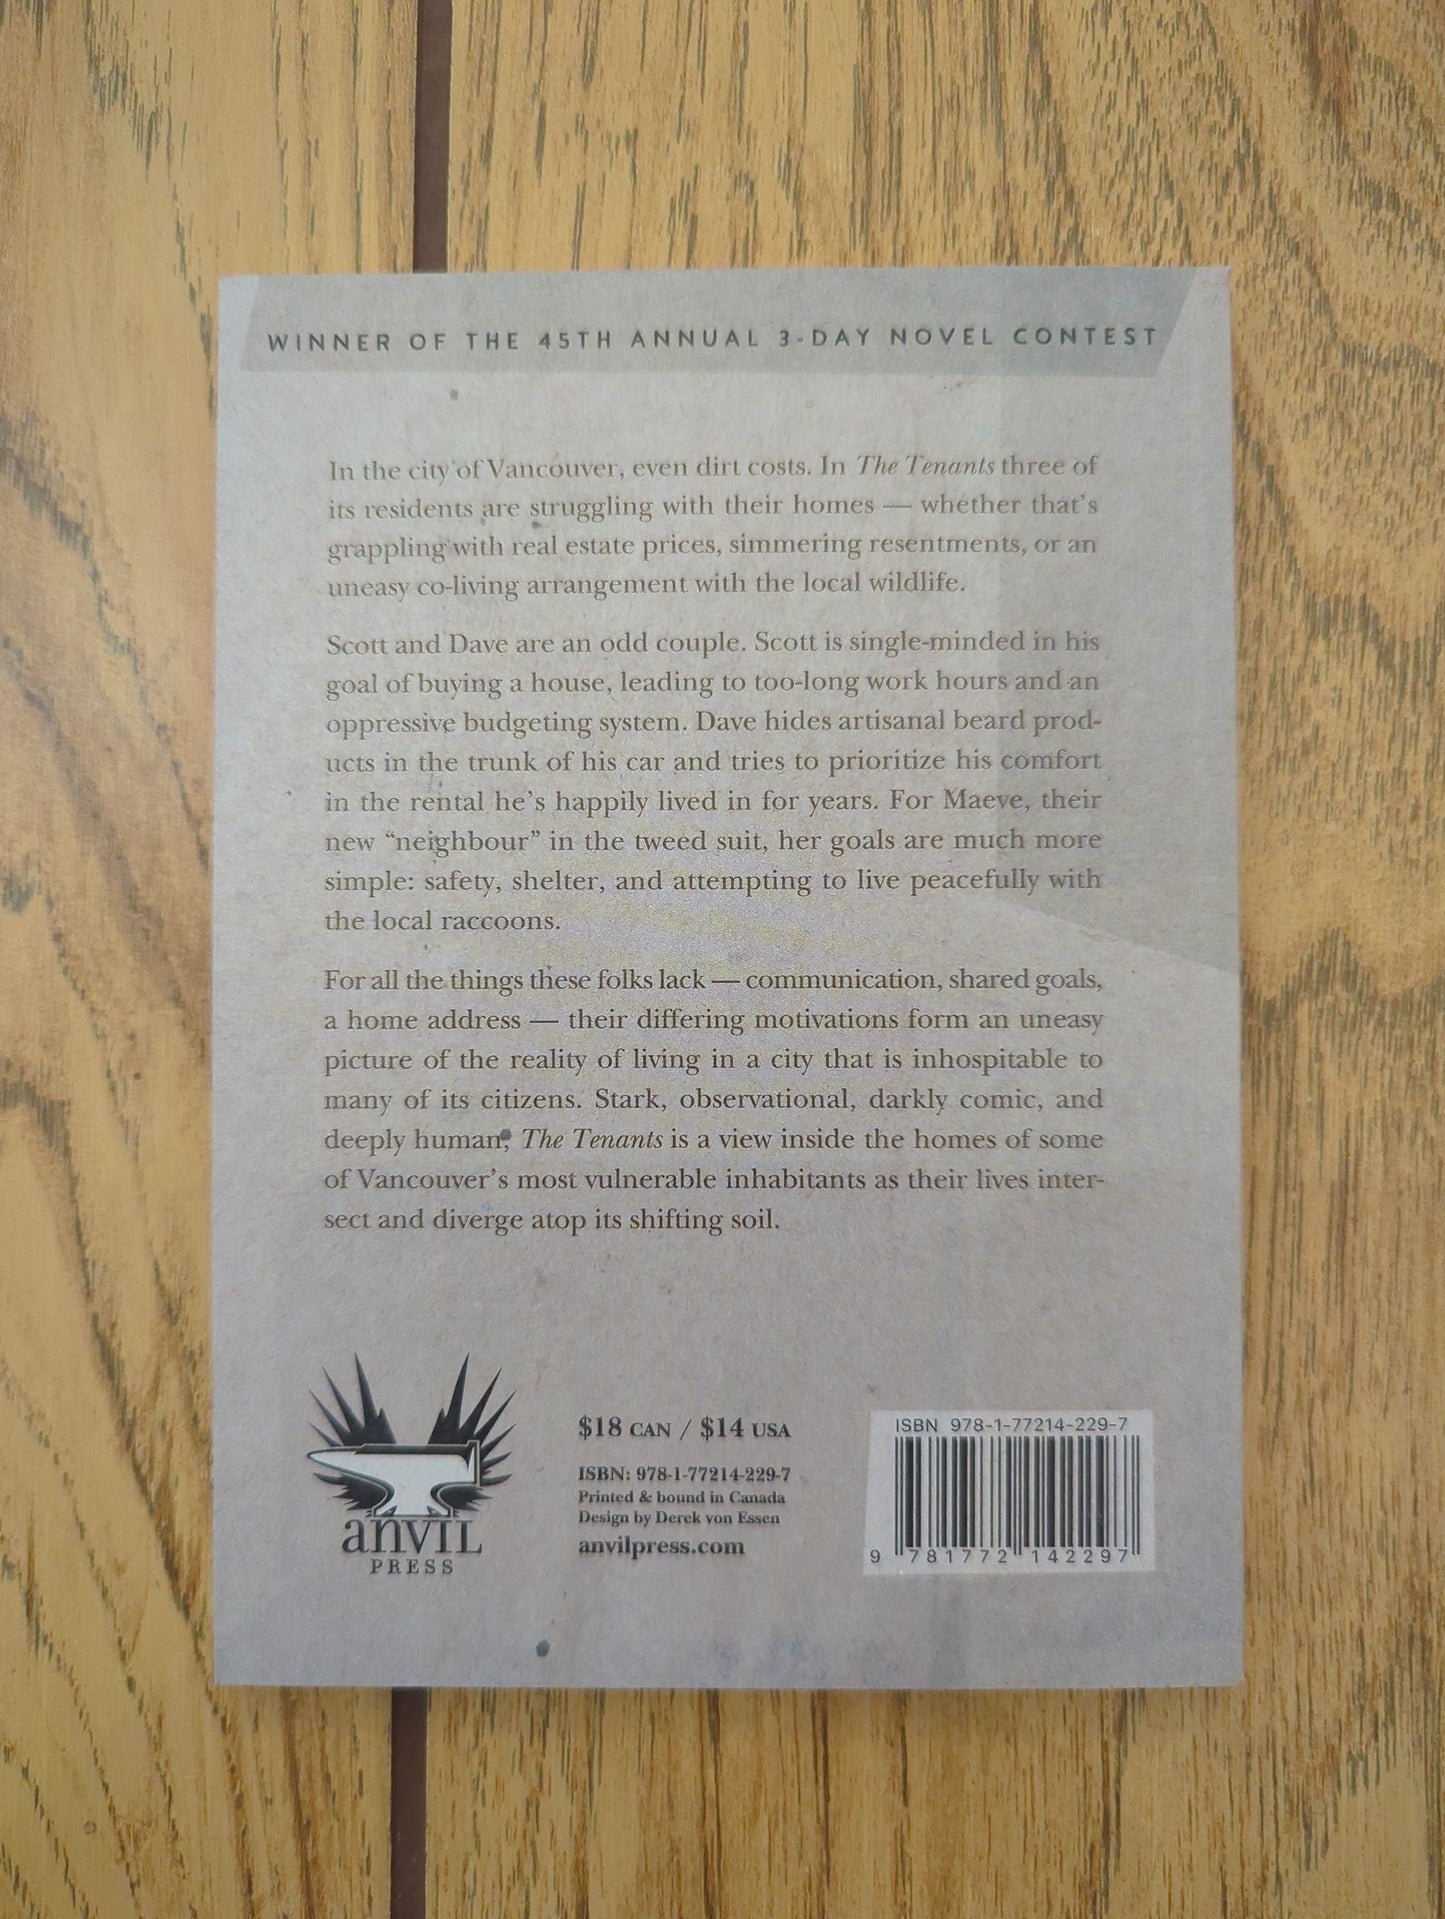 WINNER OF THE 45TH ANNUAL 3-DAY NOVEL CONTEST
In the city of Vancouver, even dirt costs. In The Tenants three of
its residents are struggling with their homes — whether that's
grappling with real estate prices, simmering resentments, or an
uneasy co-living arrangement with the local wildlife.
Scott and Dave are an odd couple. Scott is single-minded in his
goal of buying a house, leading to too-long work hours and an
oppressive budgeting system. Dave hides artisanal beard prod-
ucts in the trunk of his car and tries to prioritize his comfort
in the rental he's happily lived in for years. For Maeve, their
new “neighbour” in the tweed suit, her goals are much more
simple: safety, shelter, and attempting to live peacefully with
the local raccoons.
For all the things these folks lack — communication, shared goals,
a home address — their differing motivations form an uneasy
picture of the reality of living in a city that is inhospitable to
many of its citizens. Stark, observational, darkly comic, and
deeply human, The Tenants is a view inside the homes of some
of Vancouver's most vulnerable inhabitants as their lives inter-
sect and diverge atop its shifting soil.
anvil
PRESS
$18 CAN / $14 USA
ISBN: 978-1-77214-229-7
Printed & bound in Canada
Design by Derek von Essen
anvilpress.com
ISBN 978-1-77214-229-7
9 781772 142297